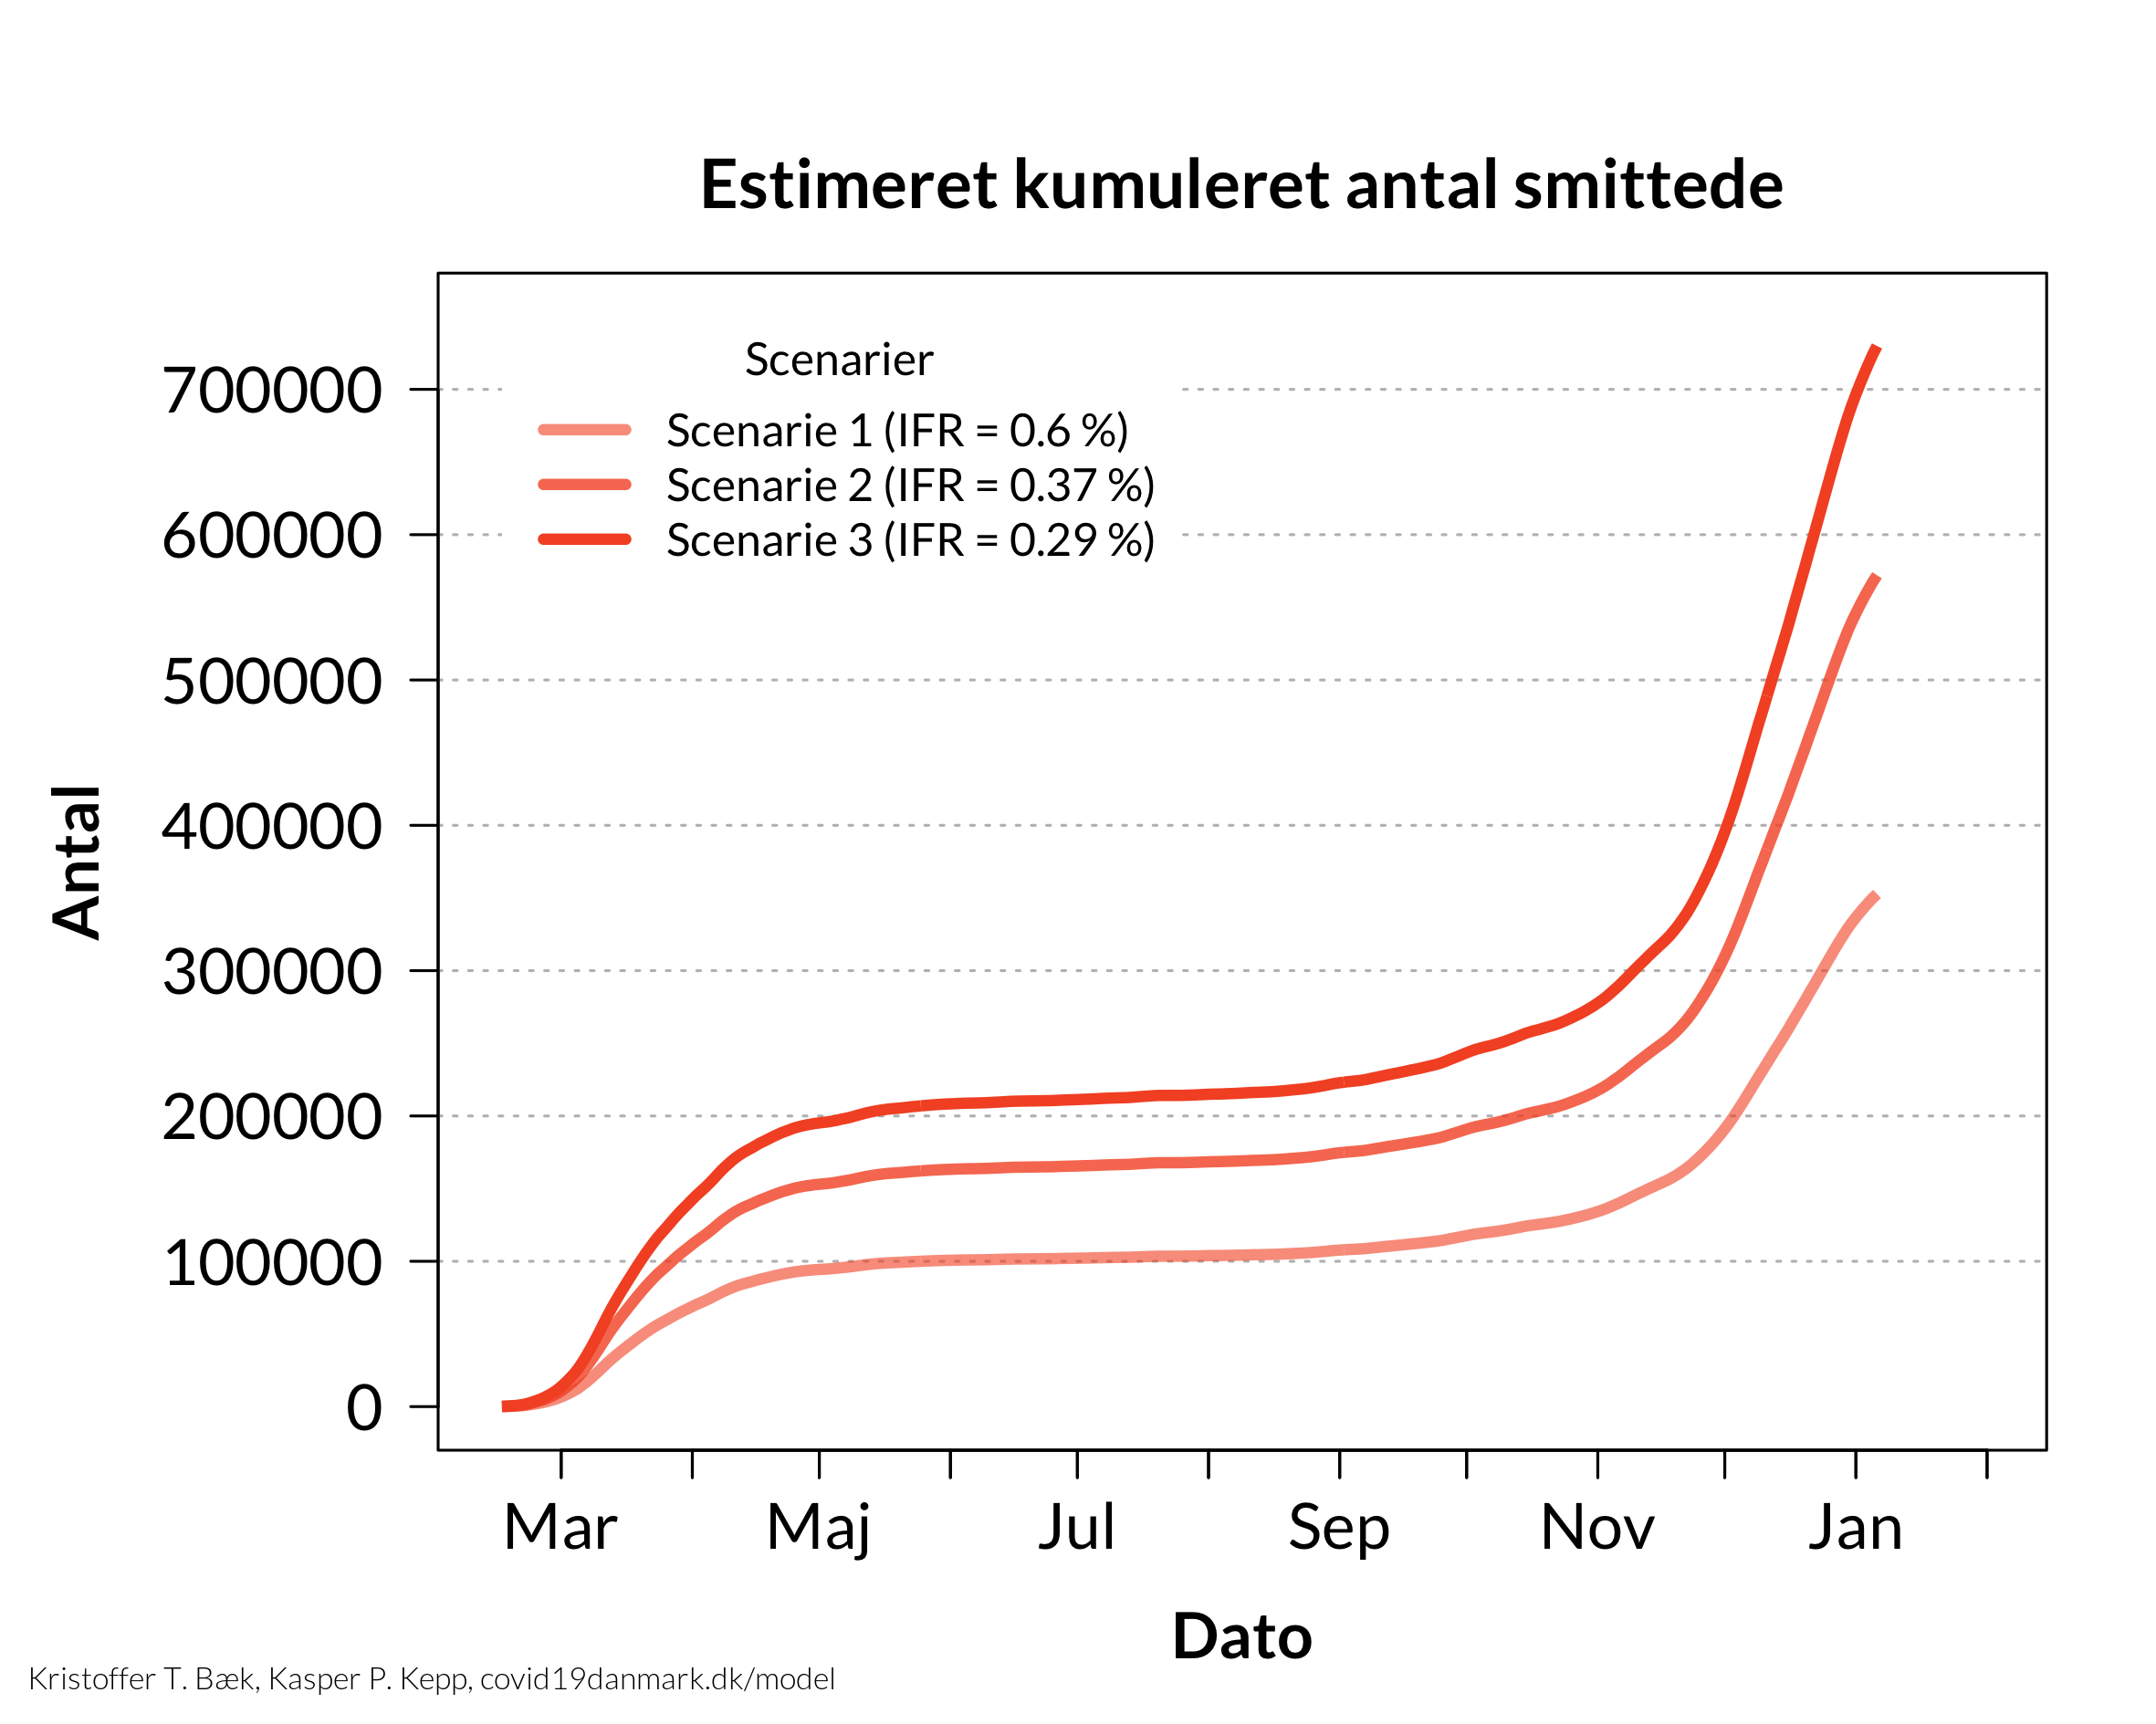 Estimeret kumuleret antal smittede
Scenarier
Scenarie 1 (IFR = 0.6 %)
Scenarie 2 (IFR = 0.37 %)
Scenarie 3 (IFR = 0.29 %)
Antal
700000
600000
500000
400000
300000
200000
100000
0
Mar Maj Jul Sep Nov Jan
Dato
Kristoffer T. Bæk, Kasper P. Kepp, covid19danmark.dk/model